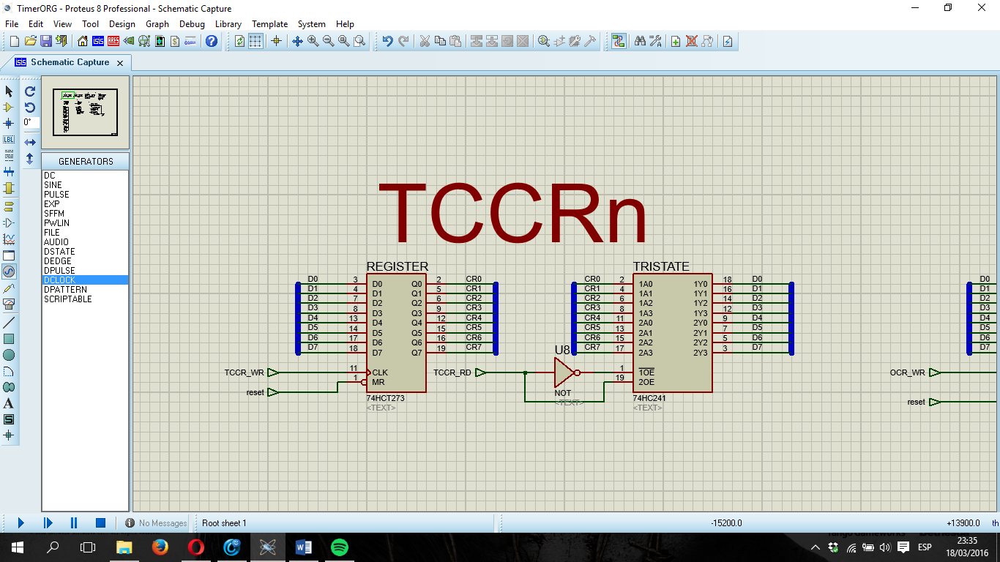 TimerORG - Proteus 8 Professional - Schematic Capture
File Edit View Tool Design Graph Debug Library Template System Help
Schematic Capture
LBL
0°
GENERATORS
DC
SINE
PULSE
EXP
SFFM
PWLIN
FILE
AUDIO
DSTATE
DEDGE
DPULSE
DCLOCK
DPATTERN
SCRIPTABLE
TCCRn
REGISTER
D0 3 D0 Q0 2 CR0
D1 4 D1 Q1 5 CR1
D2 7 D2 Q2 6 CR2
D3 8 D3 Q3 9 CR3
D4 13 D4 Q4 12 CR4
D5 14 D5 Q5 15 CR5
D6 17 D6 Q6 16 CR6
D7 18 D7 Q7 19 CR7
TCCR_WR 11 CLK
reset 1 MR
74HCT273
<TEXT>
TRISTATE
CR0 2 1A0 1Y0 18 D0
CR1 4 1A1 1Y1 16 D1
CR2 6 1A2 1Y2 14 D2
CR3 8 1A3 1Y3 12 D3
CR4 11 2A0 2Y0 9 D4
CR5 13 2A1 2Y1 7 D5
CR6 15 2A2 2Y2 5 D6
CR7 17 2A3 2Y3 3 D7
U8
TCCR_RD 1 1OE
19 2OE
NOT
<TEXT>
74HC241
<TEXT>
D0
D1
D2
D3
D4
D5
D6
D7
OCR_WR
reset
No Messages
Root sheet 1
-15200.0
+13900.0
th
ESP
23:35
18/03/2016